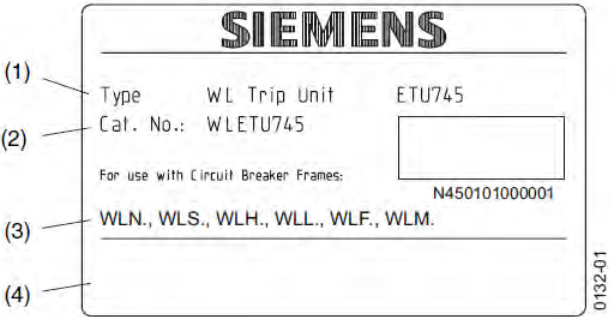 SIEMENS
(1) Type WL Trip Unit ETU745
(2) Cat. No.: WLETU745
For use with Circuit Breaker Frames:
N450101000001
(3) WLN., WLS., WLH., WLL., WLF., WLM.
(4)
0132-01